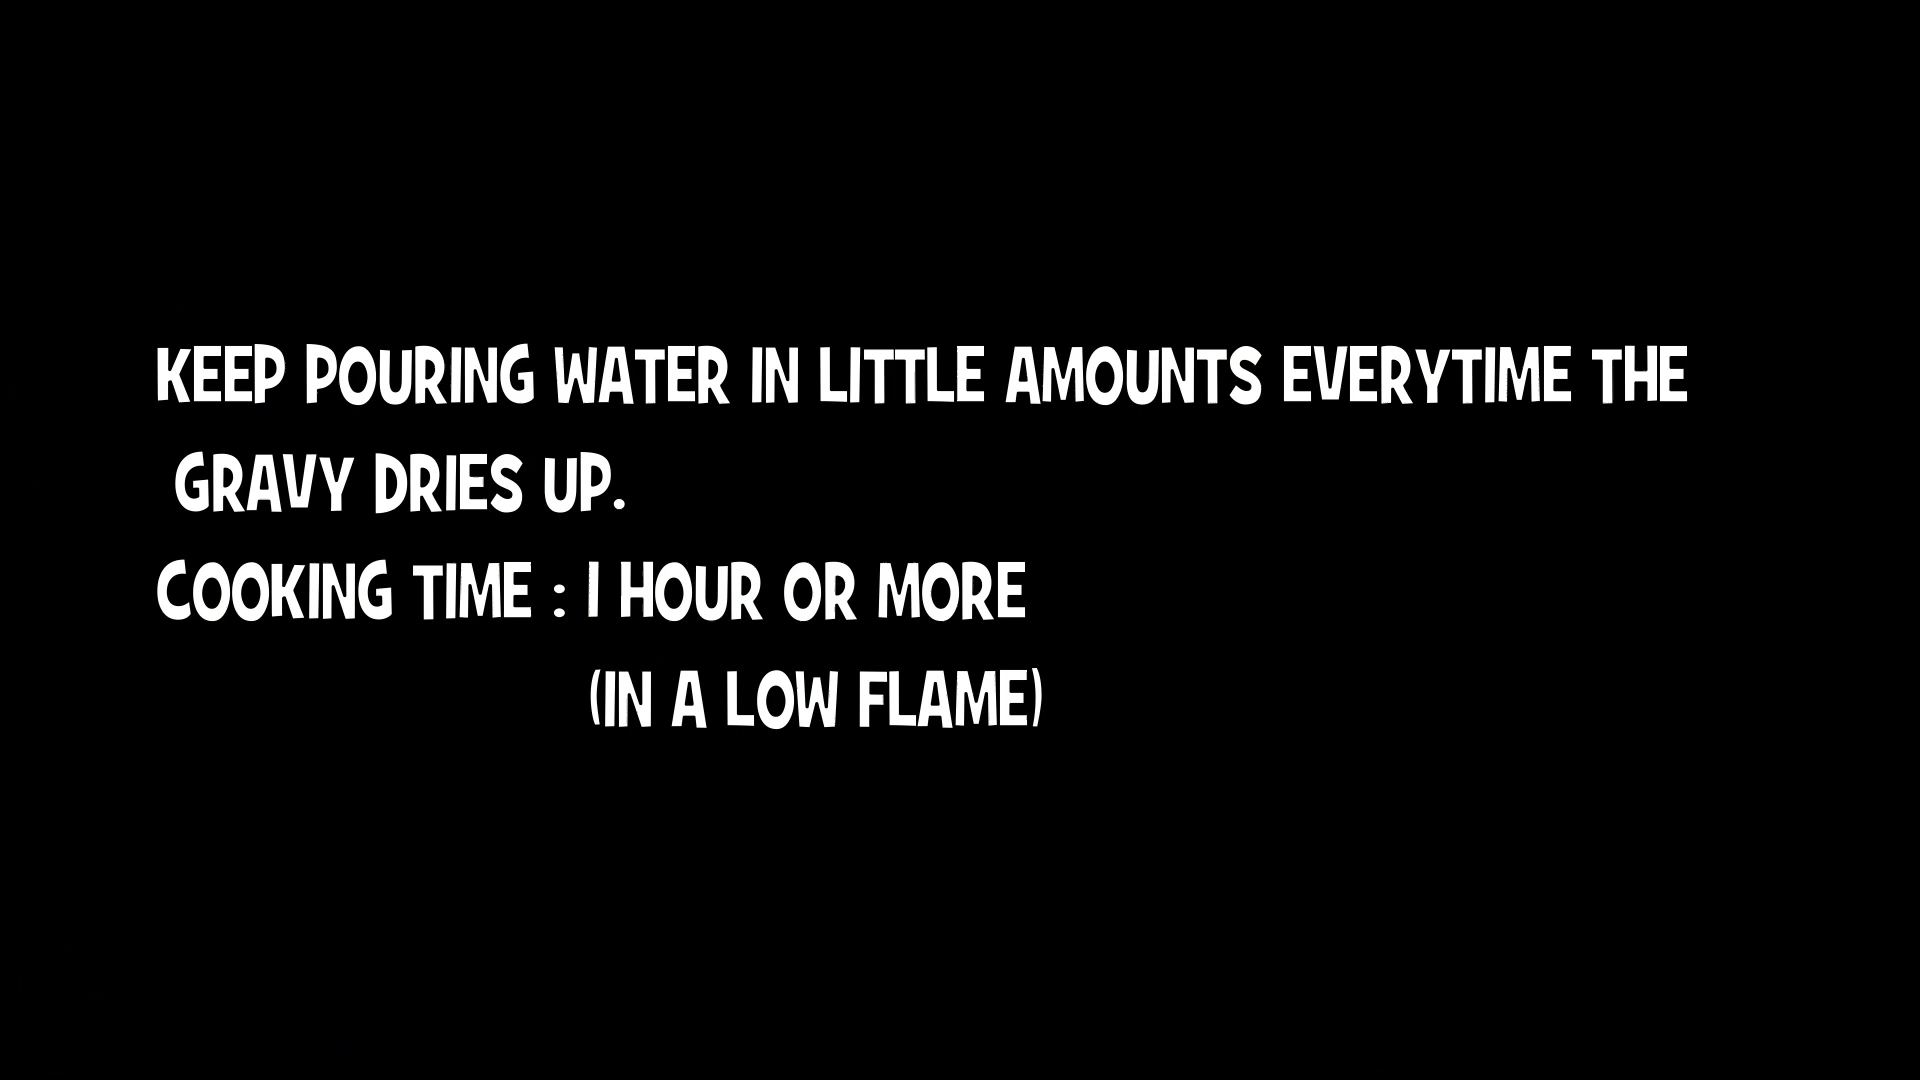 KEEP POURING WATER IN LITTLE AMOUNTS EVERYTIME THE
GRAVY DRIES UP.
COOKING TIME : 1 HOUR OR MORE
(IN A LOW FLAME)